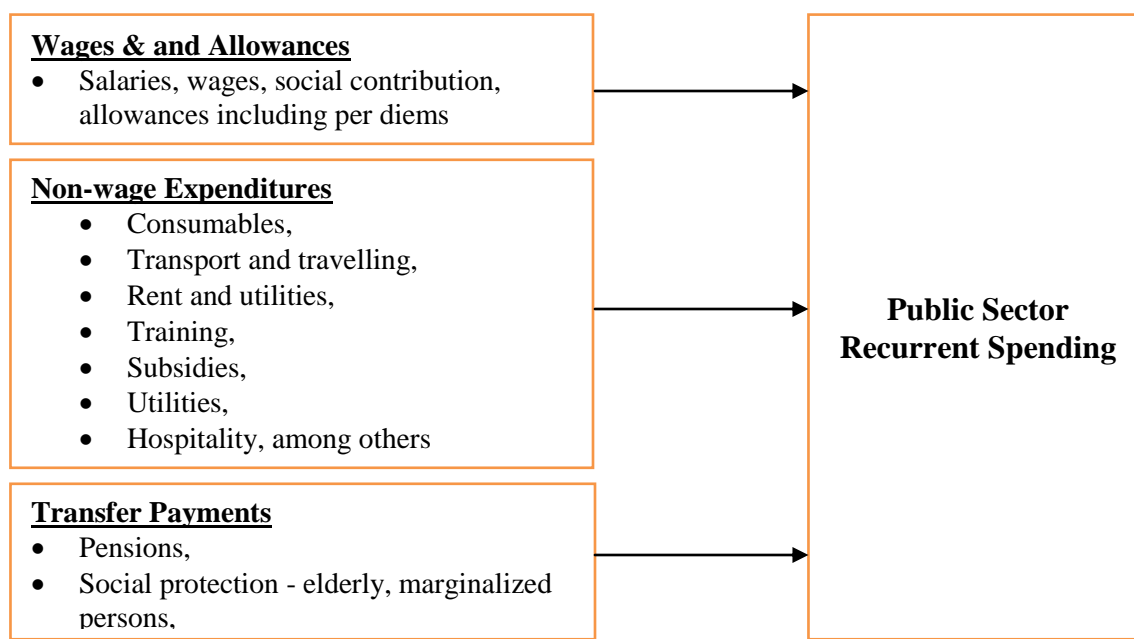 Wages & and Allowances
• Salaries, wages, social contribution,
allowances including per diems
Non-wage Expenditures
• Consumables,
• Transport and travelling,
• Rent and utilities,
• Training,
• Subsidies,
• Utilities,
• Hospitality, among others
Transfer Payments
• Pensions,
• Social protection - elderly, marginalized
persons,
Public Sector
Recurrent Spending